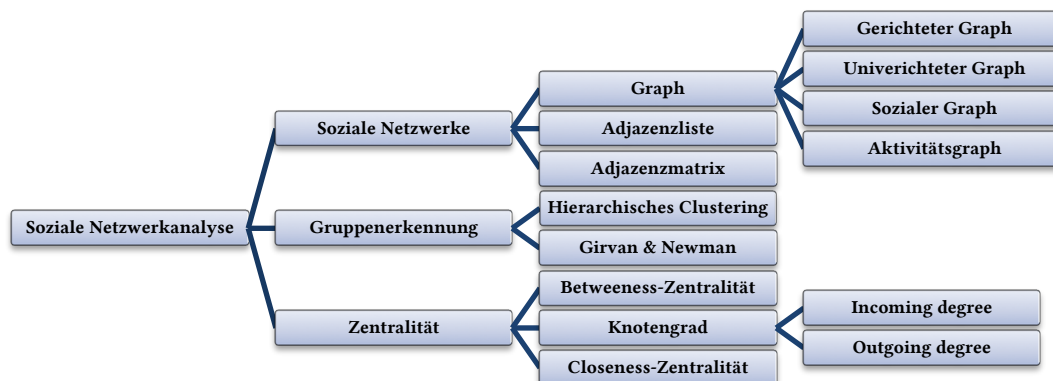 Soziale Netzwerkanalyse
Soziale Netzwerke
Graph
Gerichteter Graph
Univerichteter Graph
Sozialer Graph
Aktivitätsgraph
Adjazenzliste
Adjazenzmatrix
Gruppenerkennung
Hierarchisches Clustering
Girvan & Newman
Zentralität
Betweeness-Zentralität
Knotengrad
Incoming degree
Outgoing degree
Closeness-Zentralität